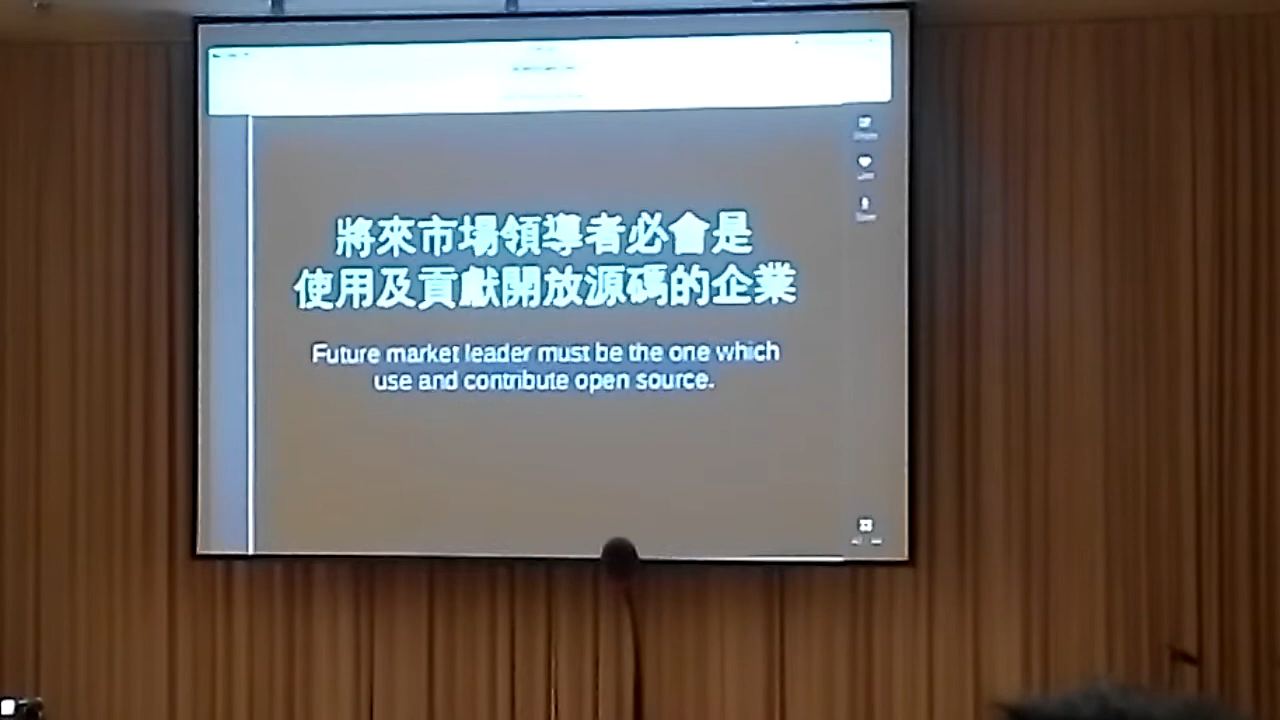 將來市場領導者必會是
使用及貢獻開放源碼的企業
Future market leader must be the one which
use and contribute open source.